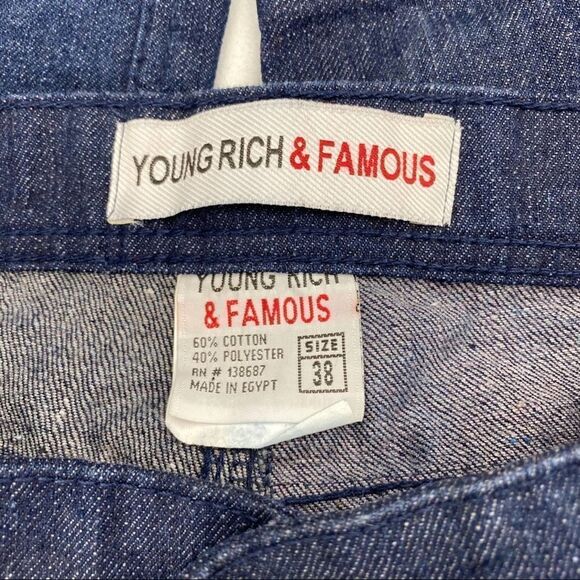 YOUNG RICH & FAMOUS
YOUNG RICH
& FAMOUS
60% COTTON
40% POLYESTER
RN # 138687
MADE IN EGYPT
SIZE
38